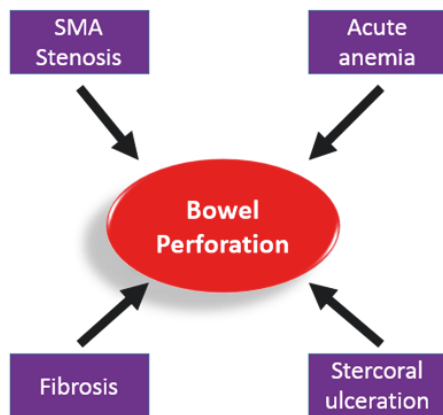 SMA
Stenosis
Acute
anemia
Bowel
Perforation
Fibrosis
Stercoral
ulceration